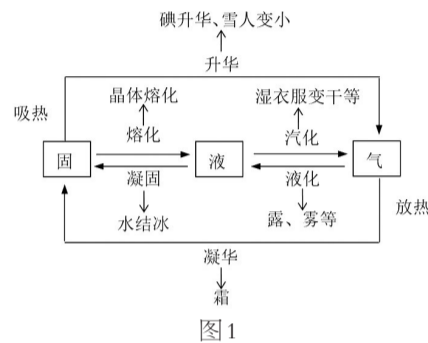 碘升华、雪人变小
升华
吸热
晶体熔化
湿衣服变干等
熔化
汽化
固
液
气
凝固
液化
水结冰
露、雾等
放热
凝华
霜
图1